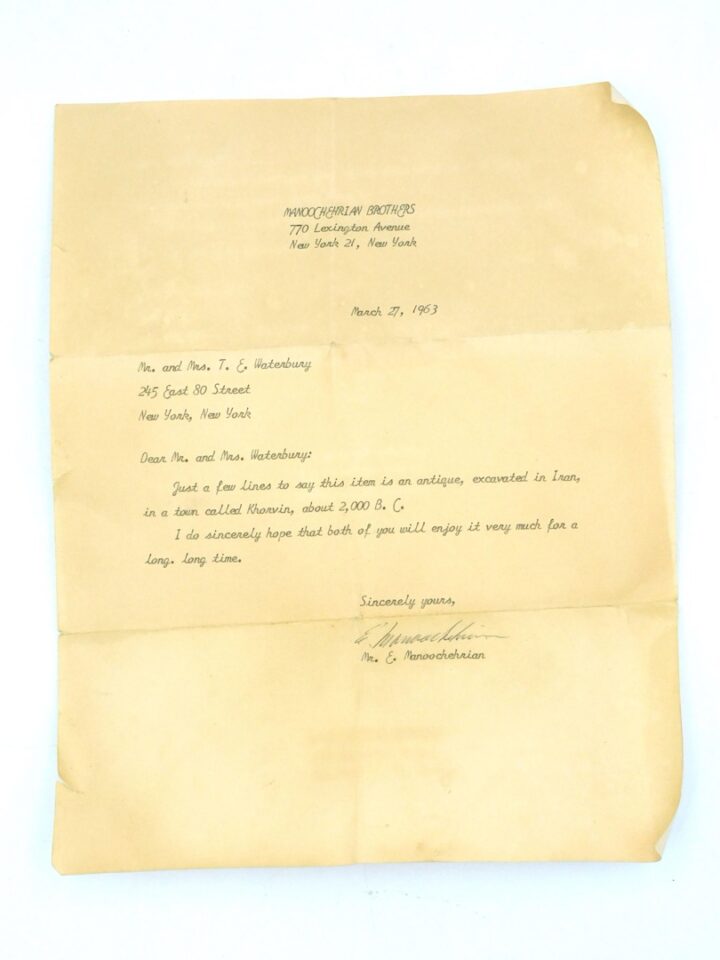 MANOOCHEHRIAN BROTHERS
770 Lexington Avenue
New York 21, New York
March 27, 1963
Mr. and Mrs. T. E. Waterbury
245 East 80 Street
New York, New York
Dear Mr. and Mrs. Waterbury:
Just a few lines to say this item is an antique, excavated in Iran,
in a town called Khorvin, about 2,000 B. C.
I do sincerely hope that both of you will enjoy it very much for a
long. long time.
Sincerely yours,
E. Manoochehrian
Mr. E. Manoochehrian